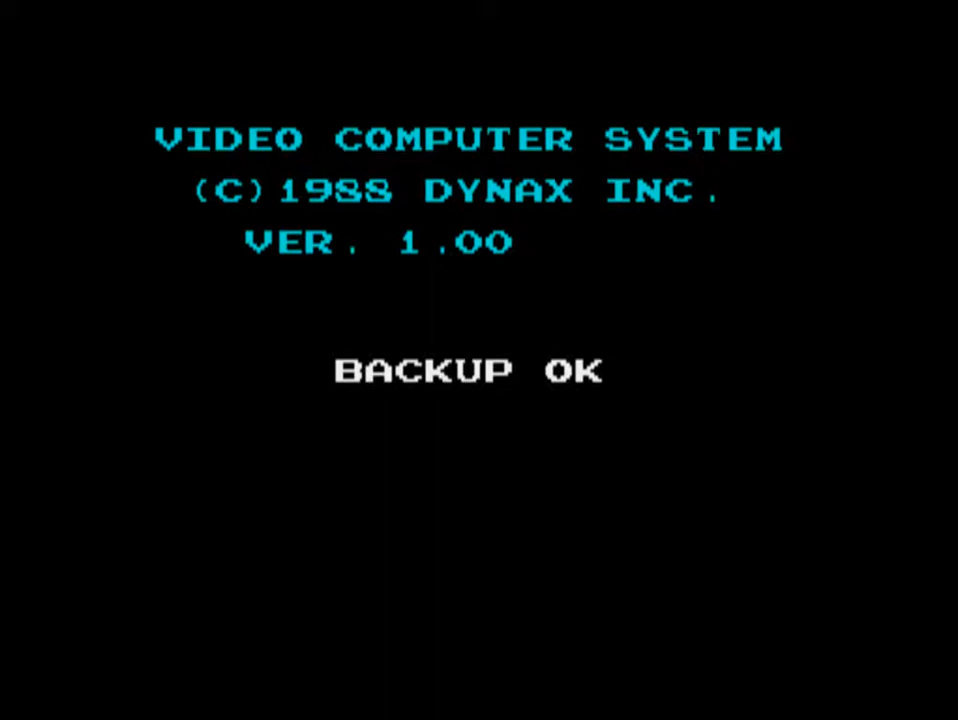 VIDEO COMPUTER SYSTEM
(C)1988 DYNAX INC.
VER. 1.00
BACKUP OK